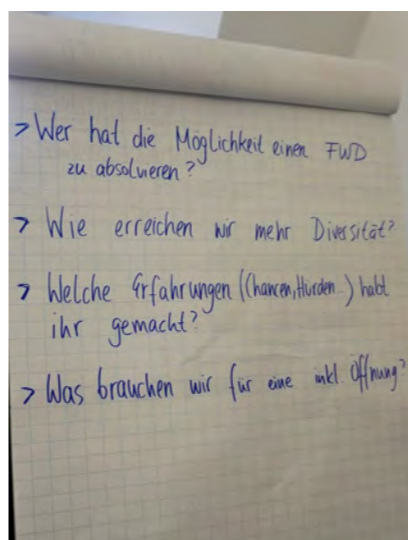 > Wer hat die Möglichkeit einen FWD
zu absolvieren?
> Wie erreichen wir mehr Diversität?
> Welche Erfahrungen (Chancen, Hürden...) habt
ihr gemacht?
> Was brauchen wir für eine inkl. Öffnung?